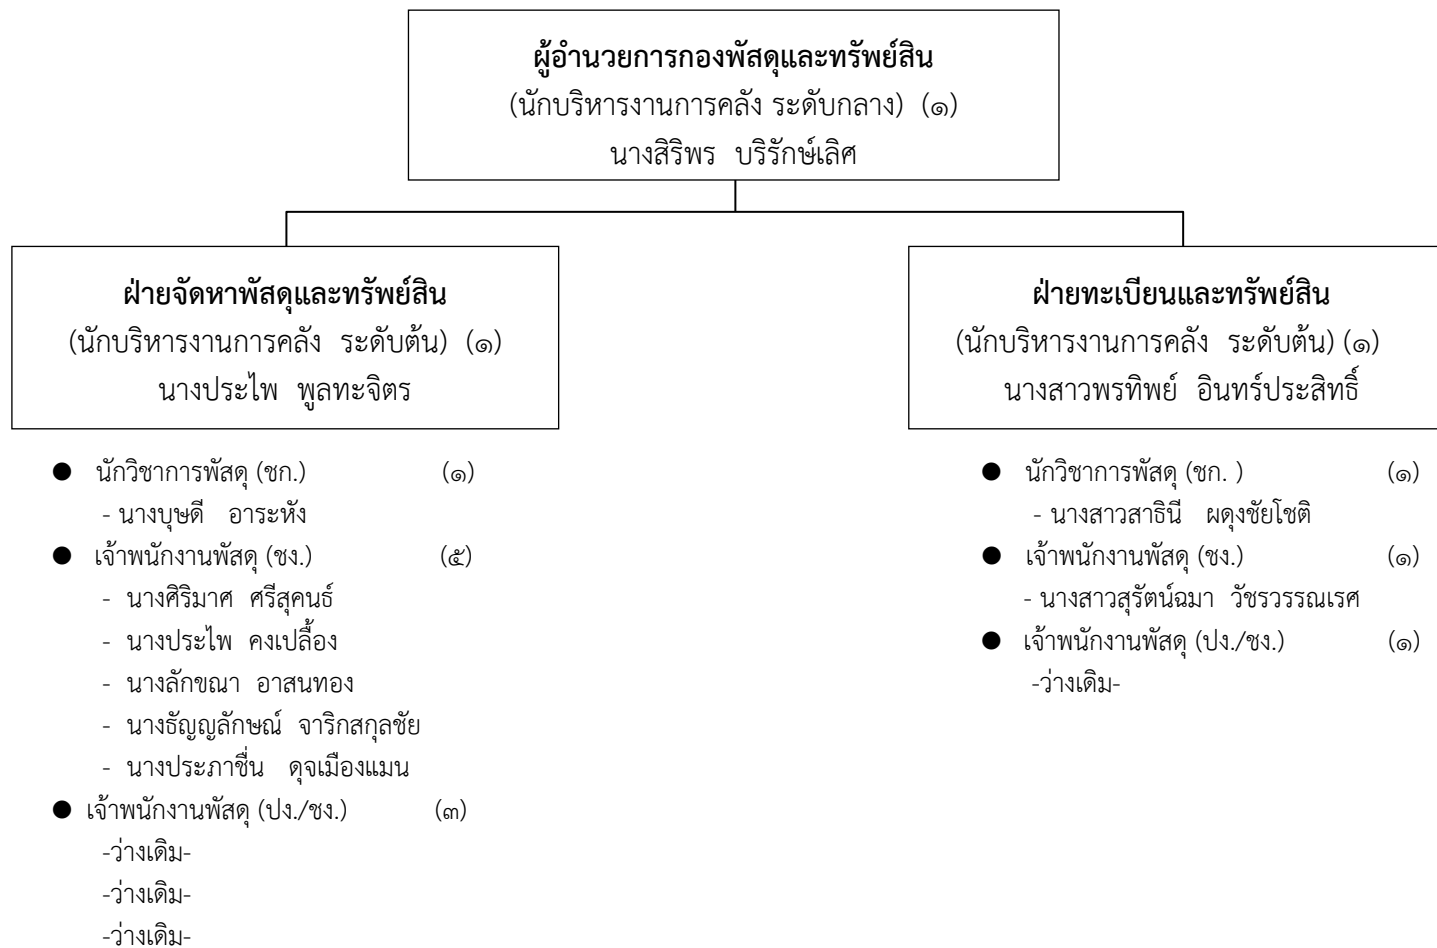 ผู้อำนวยการกองพัสดุและทรัพย์สิน
(นักบริหารงานการคลัง ระดับกลาง) (๑)
นางสิริพร บริรักษ์เลิศ
ฝ่ายจัดหาพัสดุและทรัพย์สิน
(นักบริหารงานการคลัง ระดับต้น) (๑)
นางประไพ พูลทะจิตร
● นักวิชาการพัสดุ (ชก.) (๑)
- นางบุษดี อาระหัง
● เจ้าพนักงานพัสดุ (ชง.) (๕)
- นางศิริมาศ ศรีสุคนธ์
- นางประไพ คงเปลื้อง
- นางลักขณา อาสนทอง
- นางธัญญลักษณ์ จาริกสกุลชัย
- นางประภาชื่น ดุจเมืองแมน
● เจ้าพนักงานพัสดุ (ปง./ชง.) (๓)
-ว่างเดิม-
-ว่างเดิม-
-ว่างเดิม-
ฝ่ายทะเบียนและทรัพย์สิน
(นักบริหารงานการคลัง ระดับต้น) (๑)
นางสาวพรทิพย์ อินทร์ประสิทธิ์
● นักวิชาการพัสดุ (ชก. ) (๑)
- นางสาวสาธินี ผดุงชัยโชติ
● เจ้าพนักงานพัสดุ (ชง.) (๑)
- นางสาวสุรัตน์ฉมา วัชรวรรณเรศ
● เจ้าพนักงานพัสดุ (ปง./ชง.) (๑)
-ว่างเดิม-